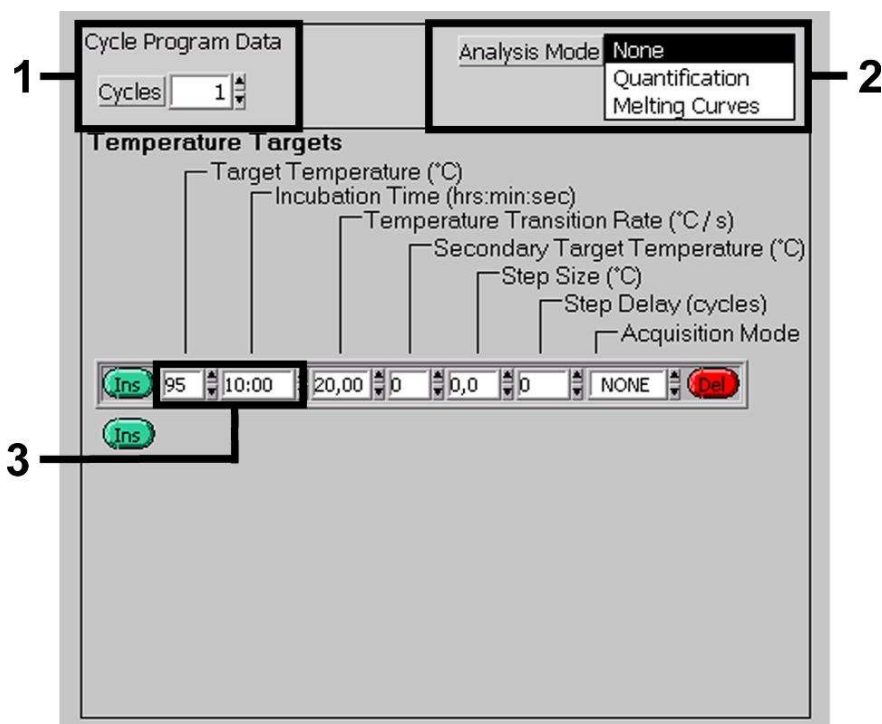 Cycle Program Data
Cycles 1
Analysis Mode None
Quantification
Melting Curves
1
2
Temperature Targets
Target Temperature (°C)
Incubation Time (hrs:min:sec)
Temperature Transition Rate (°C / s)
Secondary Target Temperature (°C)
Step Size (°C)
Step Delay (cycles)
Acquisition Mode
Ins 95 10:00 20,00 0 0,0 0 NONE Del
Ins
3